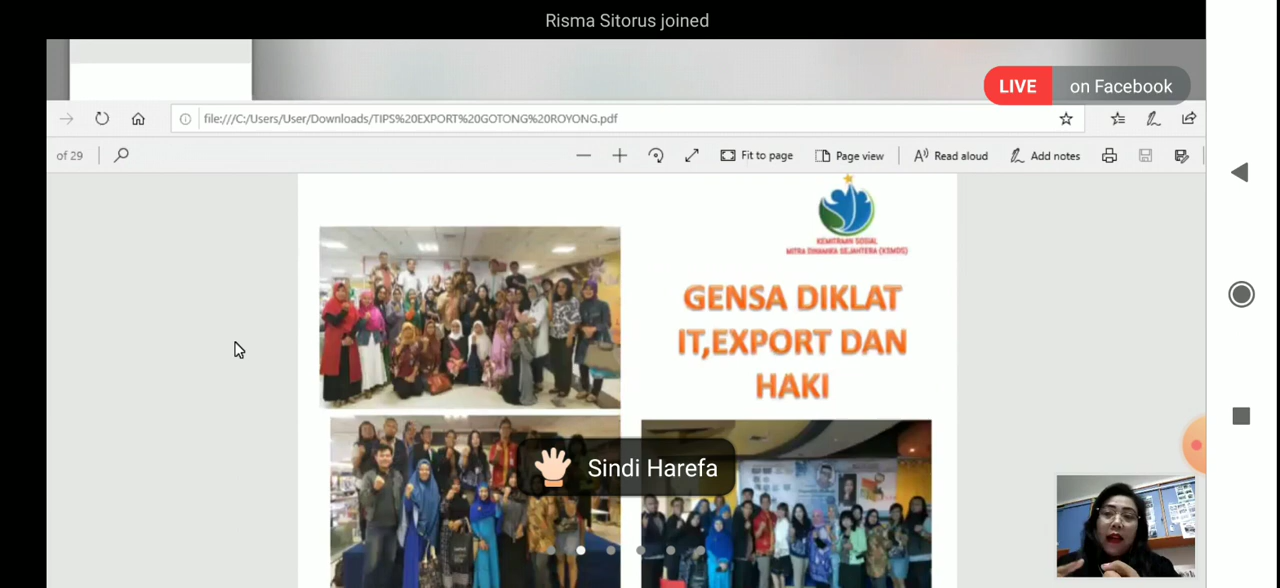 Risma Sitorus joined
LIVE on Facebook
file:///C:/Users/User/Downloads/TIPS%20EXPORT%20GOTONG%20ROYONG.pdf
of 29
Fit to page
Page view
Read aloud
Add notes
KEMITRAAN SOSIAL
MITRA DINAMIKA SEJAHTERA (KSMDS)
GENSA DIKLAT
IT,EXPORT DAN
HAKI
Sindi Harefa